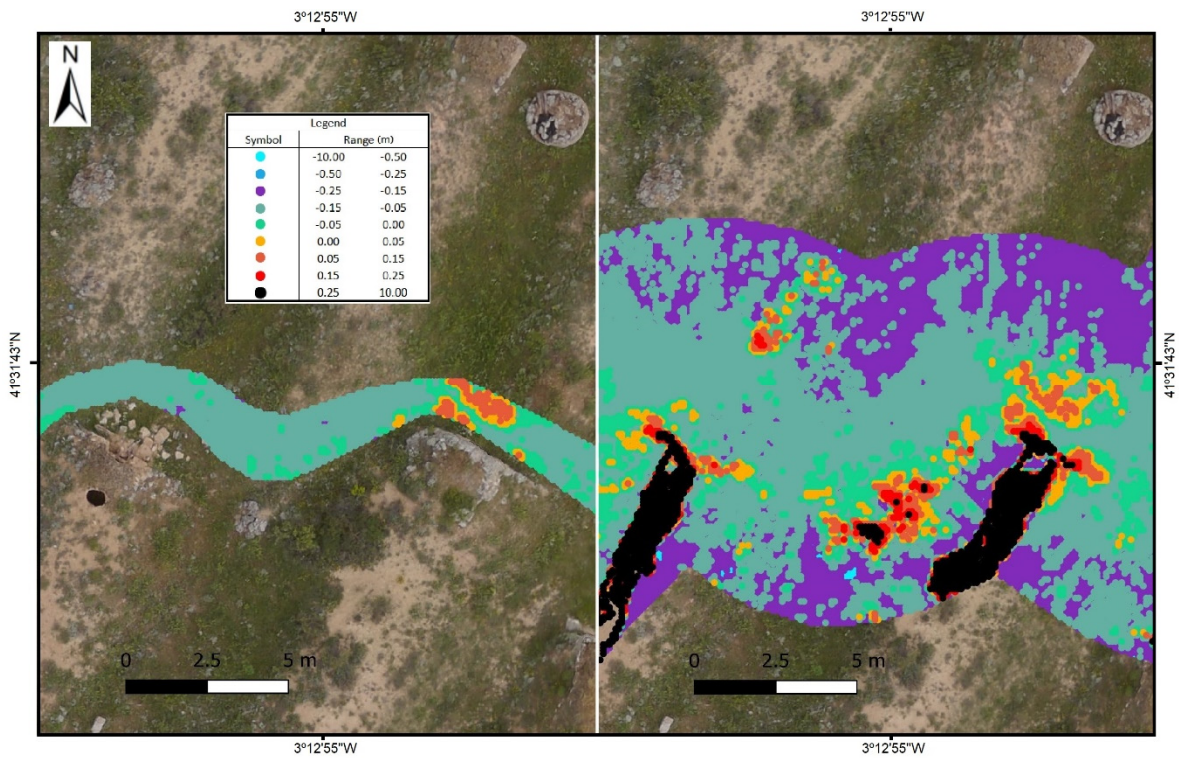 3°12'55"W 3°12'55"W
N
Legend
Symbol Range (m)
-10.00 -0.50
-0.50 -0.25
-0.25 -0.15
-0.15 -0.05
-0.05 0.00
0.00 0.05
0.05 0.15
0.15 0.25
0.25 10.00
41°31'43"N 41°31'43"N
0 2.5 5 m 0 2.5 5 m
3°12'55"W 3°12'55"W